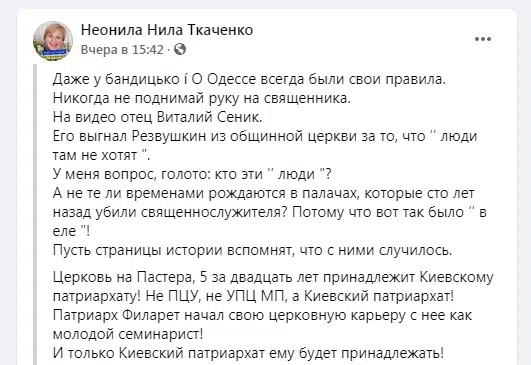 Неонила Нила Ткаченко
Вчера в 15:42 ·
Даже у бандицько ї О Одессе всегда были свои правила.
Никогда не поднимай руку на священника.
На видео отец Виталий Сеник.
Его выгнал Резвушкин из общинной церкви за то, что ‘’ люди
там не хотят ".
У меня вопрос, голото: кто эти ‘’ люди "?
А не те ли временами рождаются в палачах, которые сто лет
назад убили священнослужителя? Потому что вот так было ‘’ в
еле "!
Пусть страницы истории вспомнят, что с ними случилось.
Церковь на Пастера, 5 за двадцать лет принадлежит Киевскому
патриархату! Не ПЦУ, не УПЦ МП, а Киевский патриархат!
Патриарх Филарет начал свою церковную карьеру с нее как
молодой семинарист!
И только Киевский патриархат ему будет принадлежать!